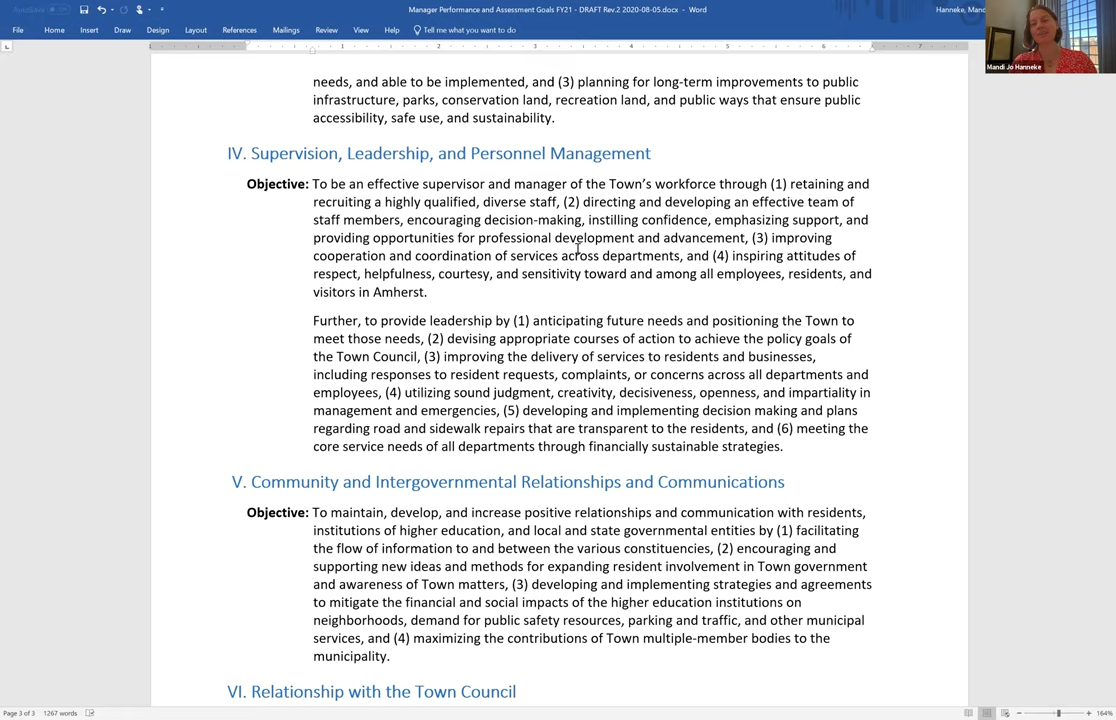 Manager Performance and Assessment Goals FY21 - DRAFT Rev.2 2020-08-05.docx - Word
Hanneke, Mand
File Home Insert Draw Design Layout References Mailings Review View Help Tell me what you want to do
Mandi Jo Hanneke
1 2 3 4 5 6 7
needs, and able to be implemented, and (3) planning for long-term improvements to public
infrastructure, parks, conservation land, recreation land, and public ways that ensure public
accessibility, safe use, and sustainability.
IV. Supervision, Leadership, and Personnel Management
Objective: To be an effective supervisor and manager of the Town's workforce through (1) retaining and
recruiting a highly qualified, diverse staff, (2) directing and developing an effective team of
staff members, encouraging decision-making, instilling confidence, emphasizing support, and
providing opportunities for professional development and advancement, (3) improving
cooperation and coordination of services across departments, and (4) inspiring attitudes of
respect, helpfulness, courtesy, and sensitivity toward and among all employees, residents, and
visitors in Amherst.
Further, to provide leadership by (1) anticipating future needs and positioning the Town to
meet those needs, (2) devising appropriate courses of action to achieve the policy goals of
the Town Council, (3) improving the delivery of services to residents and businesses,
including responses to resident requests, complaints, or concerns across all departments and
employees, (4) utilizing sound judgment, creativity, decisiveness, openness, and impartiality in
management and emergencies, (5) developing and implementing decision making and plans
regarding road and sidewalk repairs that are transparent to the residents, and (6) meeting the
core service needs of all departments through financially sustainable strategies.
V. Community and Intergovernmental Relationships and Communications
Objective: To maintain, develop, and increase positive relationships and communication with residents,
institutions of higher education, and local and state governmental entities by (1) facilitating
the flow of information to and between the various constituencies, (2) encouraging and
supporting new ideas and methods for expanding resident involvement in Town government
and awareness of Town matters, (3) developing and implementing strategies and agreements
to mitigate the financial and social impacts of the higher education institutions on
neighborhoods, demand for public safety resources, parking and traffic, and other municipal
services, and (4) maximizing the contributions of Town multiple-member bodies to the
municipality.
VI. Relationship with the Town Council
Page 3 of 3 1267 words
164%